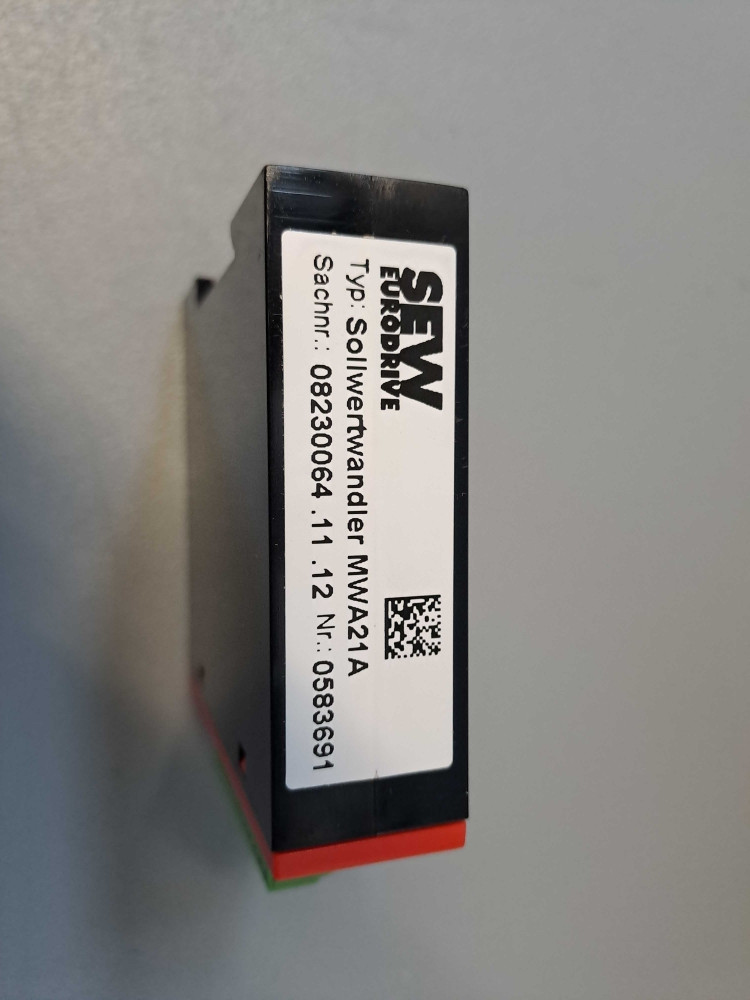 SEW
EURODRIVE
Typ: Sollwertwandler MWA21A
Sachnr.: 08230064 .11 .12 Nr.: 0583691